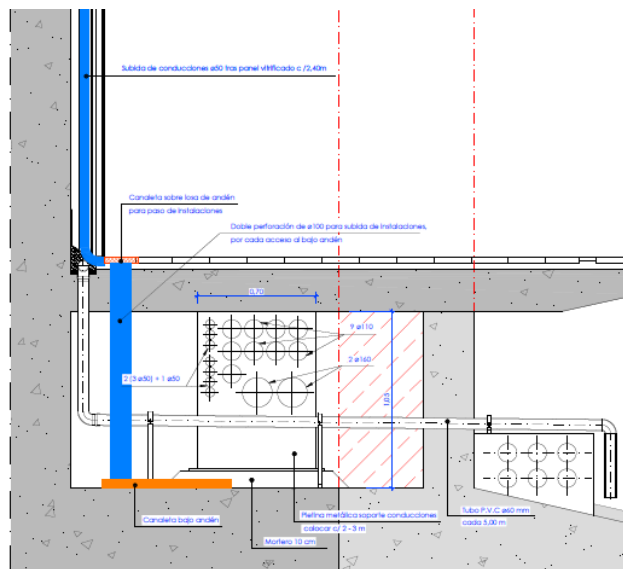 Subida de conducciones ø50 tras panel vitrificado c /2,40m
Canaleta sobre losa de andén
para paso de instalaciones
Doble perforación de ø100 para subida de instalaciones,
por cada acceso al bajo andén
0,70
9 ø110
2 ø160
2 (3 ø50) + 1 ø50
1,05
Pletina metálica soporte conducciones
colocar c/ 2 - 3 m
Tubo P.V.C ø60 mm
cada 5,00 m
Canaleta bajo andén
Mortero 10 cm